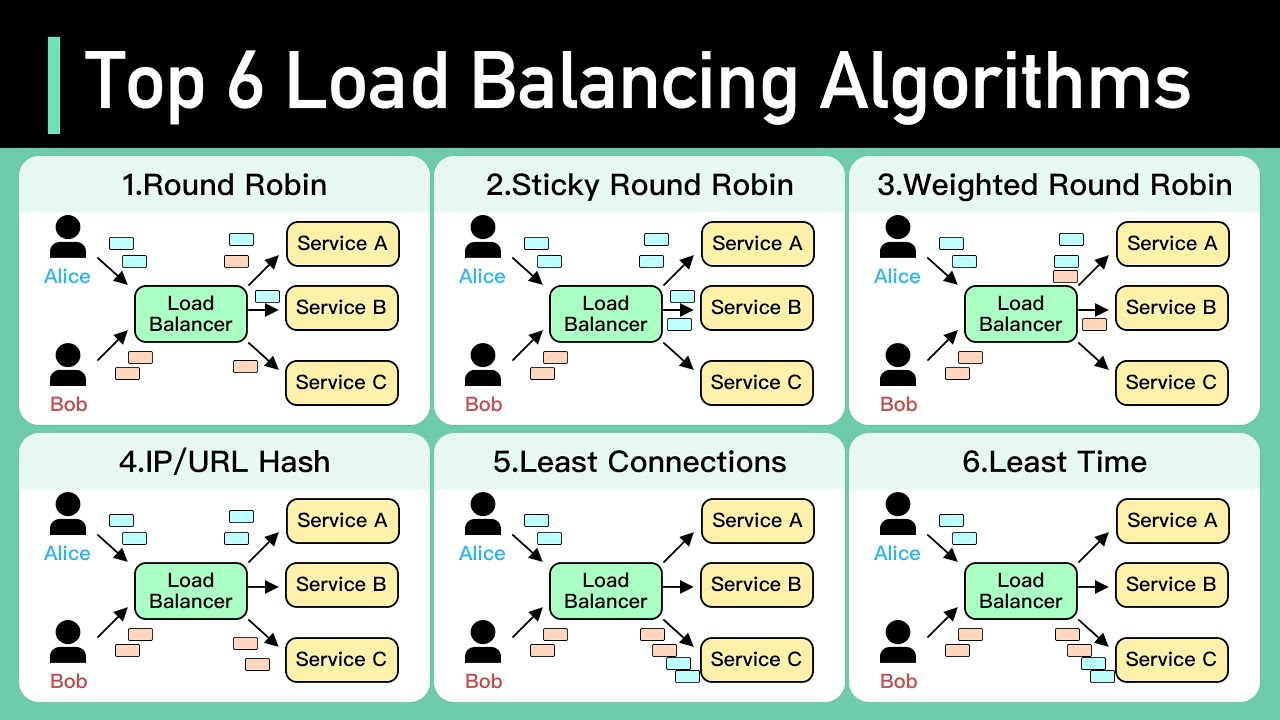 Top 6 Load Balancing Algorithms
1.Round Robin
Alice
Bob
Load
Balancer
Service A
Service B
Service C
2.Sticky Round Robin
Alice
Bob
Load
Balancer
Service A
Service B
Service C
3.Weighted Round Robin
Alice
Bob
Load
Balancer
Service A
Service B
Service C
4.IP/URL Hash
Alice
Bob
Load
Balancer
Service A
Service B
Service C
5.Least Connections
Alice
Bob
Load
Balancer
Service A
Service B
Service C
6.Least Time
Alice
Bob
Load
Balancer
Service A
Service B
Service C